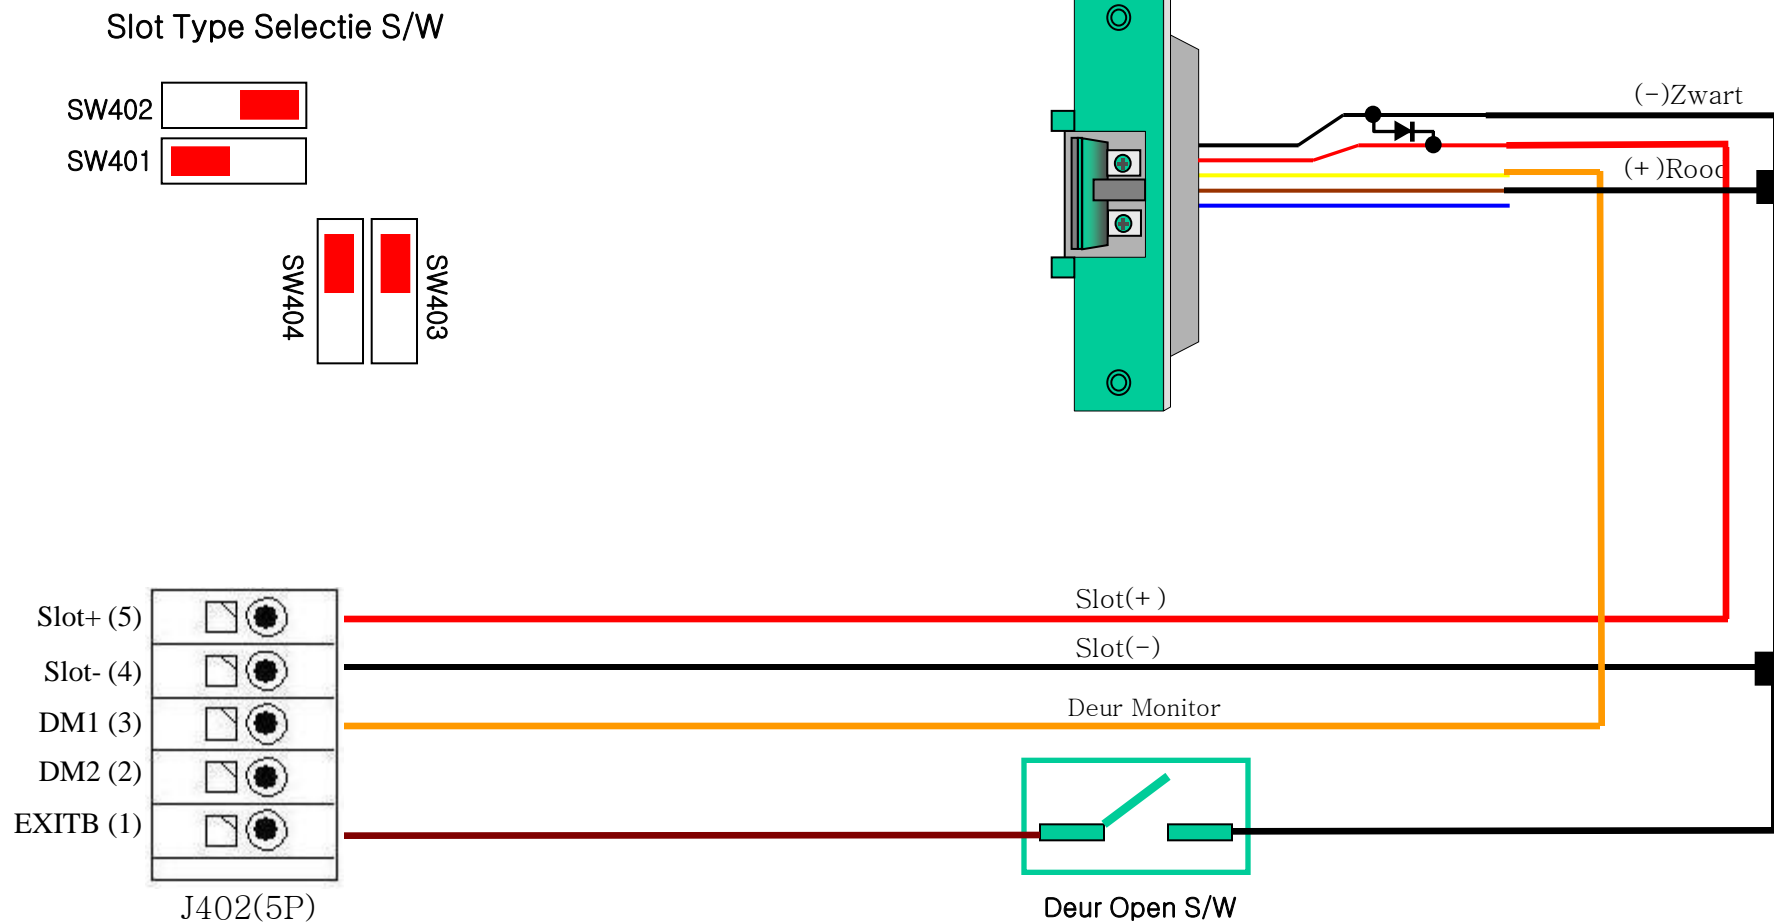 Slot Type Selectie S/W
SW402
SW401
SW404
SW403
(-)Zwart
(+)Rood
Slot+ (5)
Slot- (4)
DM1 (3)
DM2 (2)
EXITB (1)
J402(5P)
Slot(+)
Slot(-)
Deur Monitor
Deur Open S/W